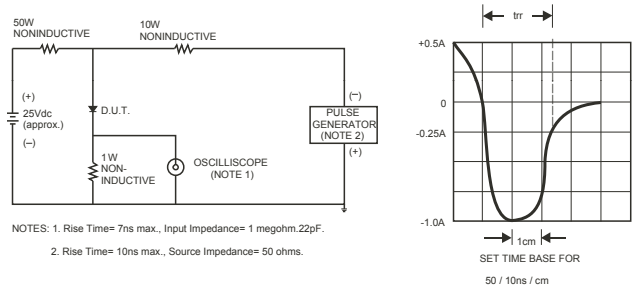 50W
NONINDUCTIVE
10W
NONINDUCTIVE
(+)
25Vdc
(approx.)
(—)
D.U.T.
1W
NON-
INDUCTIVE
OSCILLISCOPE
(NOTE 1)
(—)
PULSE
GENERATOR
(NOTE 2)
(+)
NOTES: 1. Rise Time= 7ns max., Input Impedance= 1 megohm.22pF.
2. Rise Time= 10ns max., Source Impedance= 50 ohms.
trr
+0.5A
0
-0.25A
-1.0A
1cm
SET TIME BASE FOR
50 / 10ns / cm